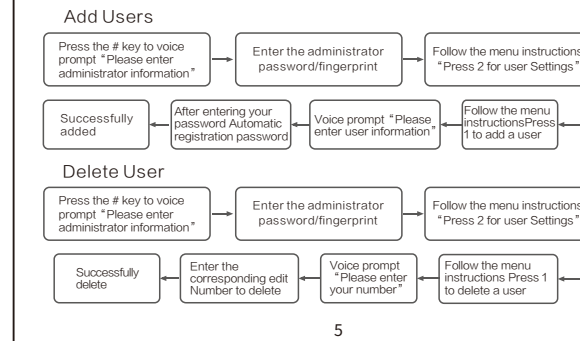 Add Users
Press the # key to voice
prompt “Please enter
administrator information”
Enter the administrator
password/fingerprint
Follow the menu instructions
“Press 2 for user Settings”
Successfully
added
After entering your
password Automatic
registration password
Voice prompt “Please
enter user information”
Follow the menu
instructionsPress
1 to add a user
Delete User
Press the # key to voice
prompt “Please enter
administrator information”
Enter the administrator
password/fingerprint
Follow the menu instructions
“Press 2 for user Settings”
Successfully
delete
Enter the
corresponding edit
Number to delete
Voice prompt
“Please enter
your number”
Follow the menu
instructions Press 1
to delete a user
5